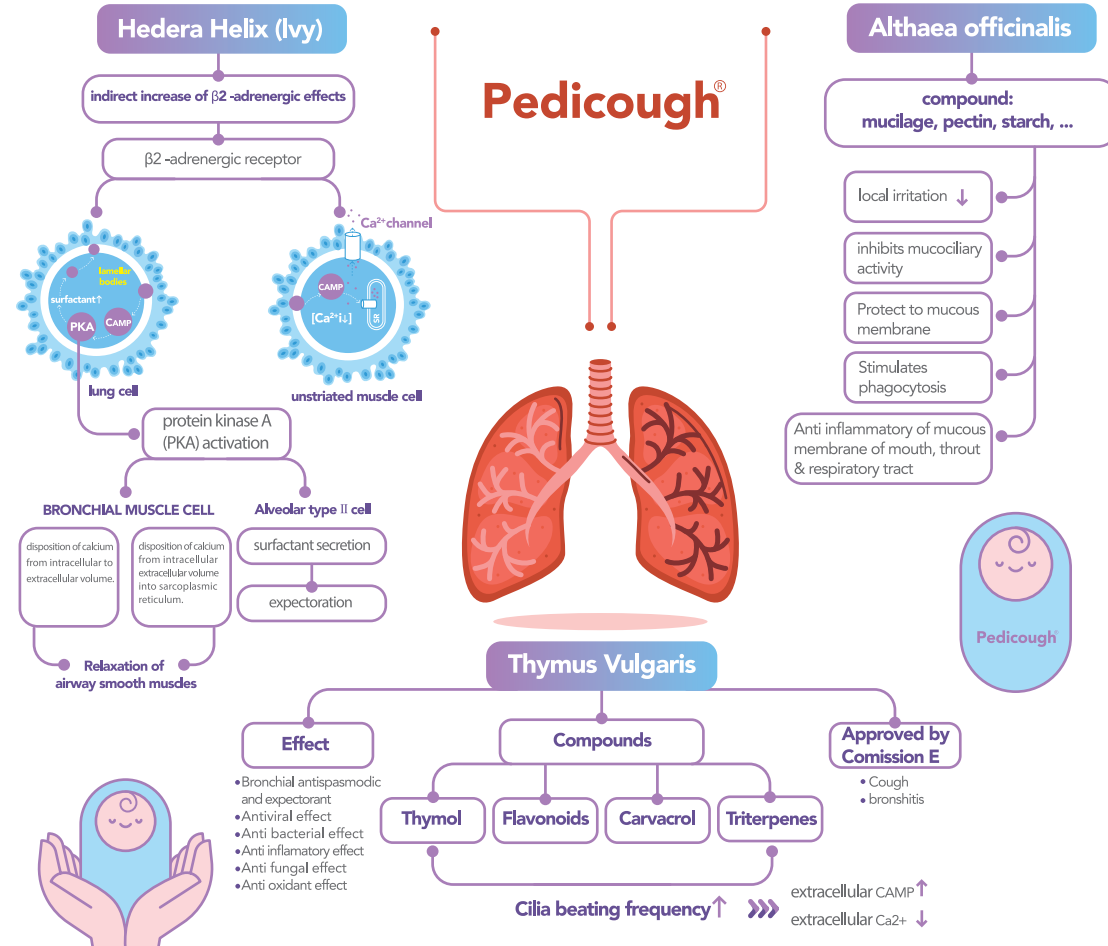 Hedera Helix (Ivy)
indirect increase of β2 -adrenergic effects
β2 -adrenergic receptor
Ca²⁺channel
lamellar
bodies
surfactant↑
PKA
CAMP
lung cell
CAMP
[Ca²⁺i↓]
SR
unstriated muscle cell
protein kinase A
(PKA) activation
BRONCHIAL MUSCLE CELL
disposition of calcium
from intracellular to
extracellular volume.
disposition of calcium
from intracellular
extracellular volume
into sarcoplasmic
reticulum.
Relaxation of
airway smooth muscles
Alveolar type II cell
surfactant secretion
expectoration
Pedicough®
Althaea officinalis
compound:
mucilage, pectin, starch, ...
local irritation ↓
inhibits mucociliary
activity
Protect to mucous
membrane
Stimulates
phagocytosis
Anti inflammatory of mucous
membrane of mouth, throut
& respiratory tract
Pedicough®
Thymus Vulgaris
Effect
•Bronchial antispasmodic
and expectorant
•Antiviral effect
•Anti bacterial effect
•Anti inflamatory effect
•Anti fungal effect
•Anti oxidant effect
Compounds
Thymol
Flavonoids
Carvacrol
Triterpenes
Cilia beating frequency↑
extracellular CAMP↑
extracellular Ca2+ ↓
Approved by
Comission E
• Cough
• bronshitis